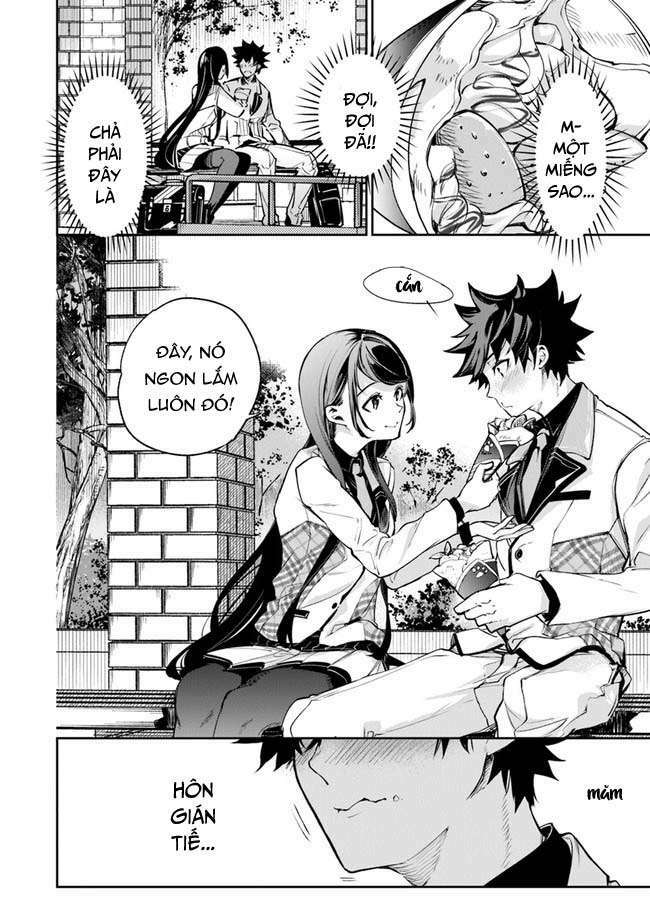 M-
MỘT
MIẾNG
SAO...
ĐỢI,
ĐỢI
ĐÃ!!
CHẢ
PHẢI
ĐÂY
LÀ
cắn
ĐÂY, NÓ
NGON LẮM
LUÔN ĐÓ!
măm
HÔN
GIÁN
TIẾ...